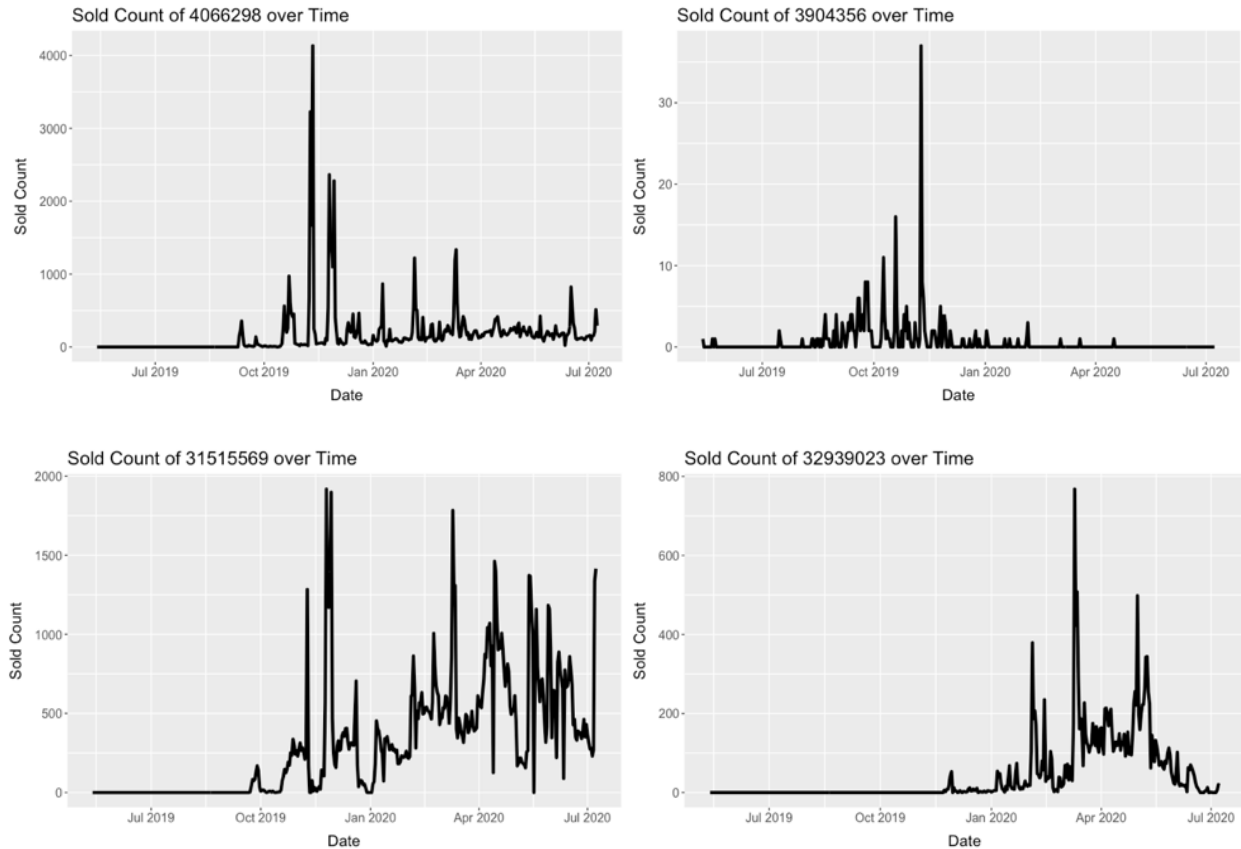 Sold Count of 4066298 over Time
4000
3000
2000
1000
0
Sold Count
Jul 2019 Oct 2019 Jan 2020 Apr 2020 Jul 2020
Date
Sold Count of 3904356 over Time
30
20
10
0
Sold Count
Jul 2019 Oct 2019 Jan 2020 Apr 2020 Jul 2020
Date
Sold Count of 31515569 over Time
2000
1500
1000
500
0
Sold Count
Jul 2019 Oct 2019 Jan 2020 Apr 2020 Jul 2020
Date
Sold Count of 32939023 over Time
800
600
400
200
0
Sold Count
Jul 2019 Oct 2019 Jan 2020 Apr 2020 Jul 2020
Date